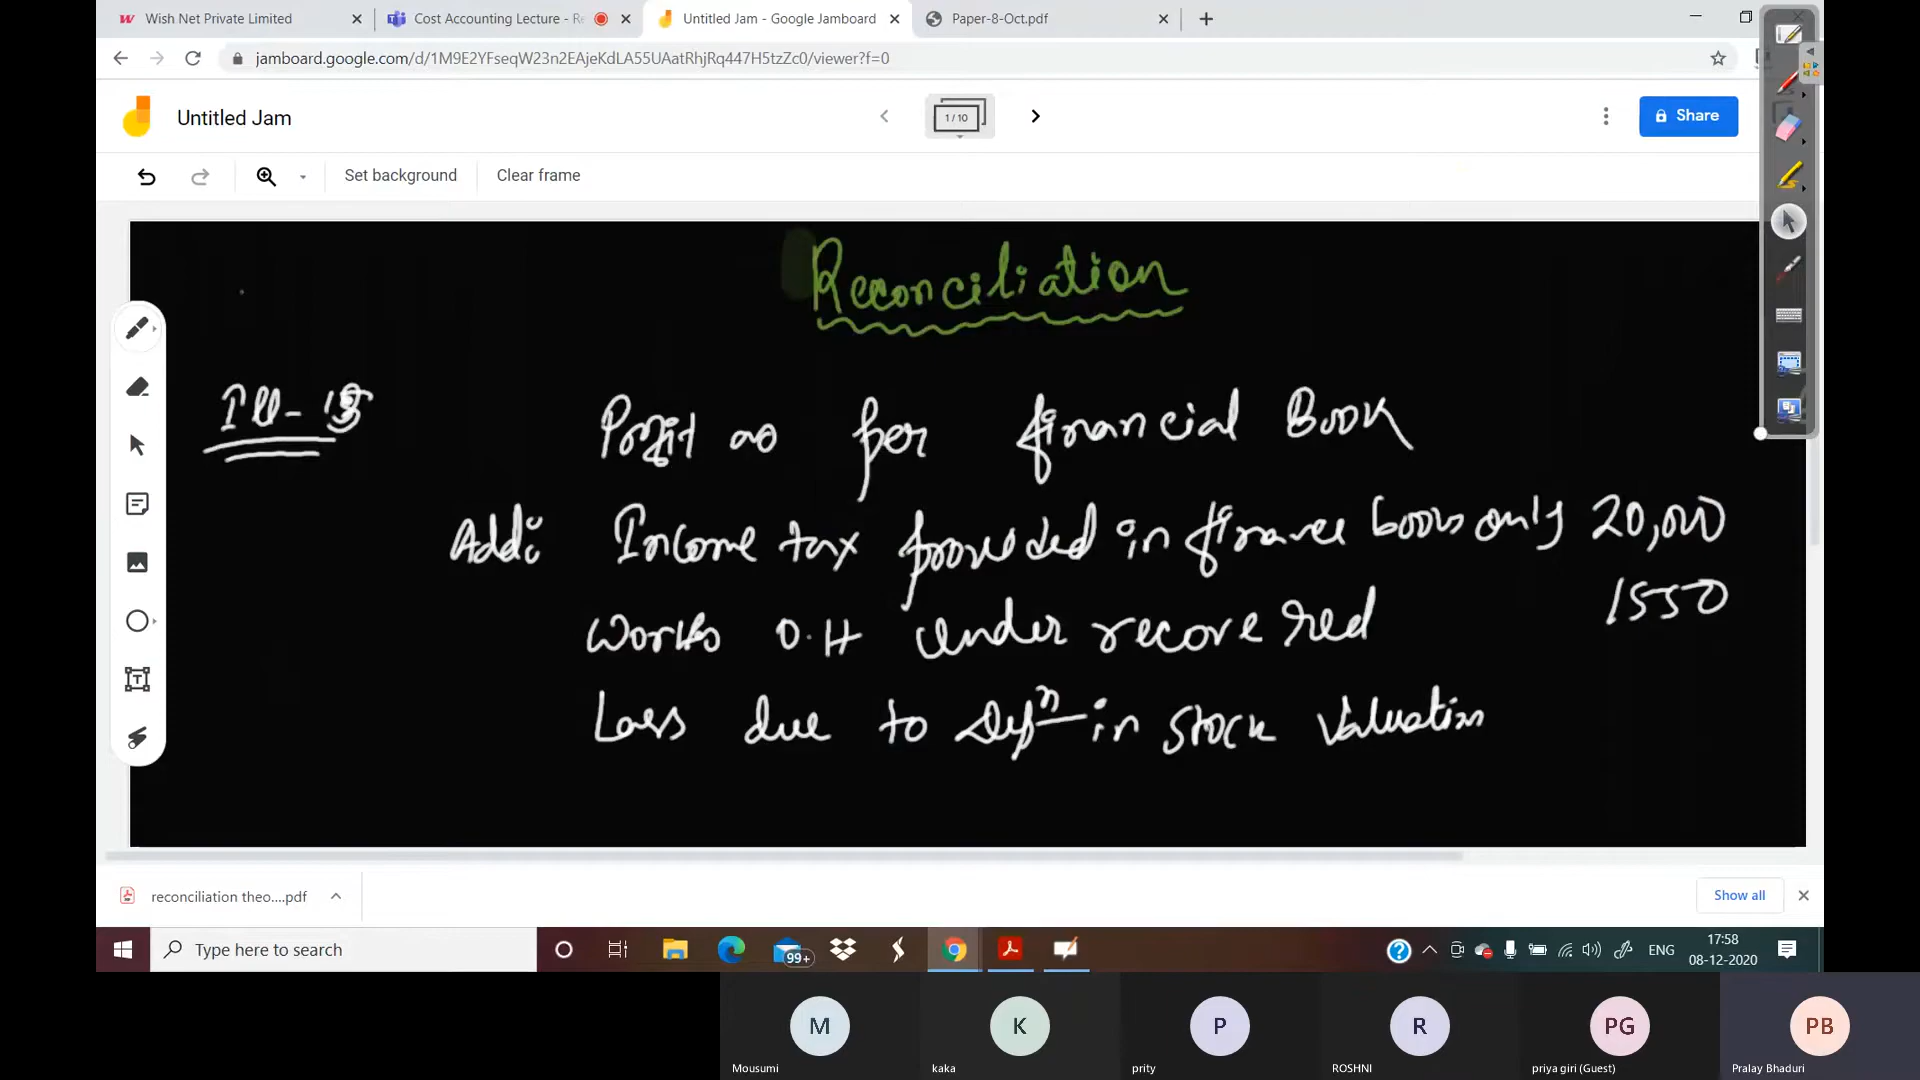 Wish Net Private Limited
Cost Accounting Lecture - Re
Untitled Jam - Google Jamboard
Paper-8-Oct.pdf
jamboard.google.com/d/1M9E2YFseqW23n2EAjeKdLA55UAatRhjRq447H5tzZc0/viewer?f=0
Untitled Jam
1 / 10
Share
Set background
Clear frame
Reconciliation
Ill-
Profit as per financial Book
Add: Income tax provided in finance books only 20,000
Works O.H under recovered 1550
Loss due to in stock valuation
reconciliation theo....pdf
Show all
Type here to search
99+
ENG
17:58
08-12-2020
M K P R PG PB
Mousumi kaka prity ROSHNI priya giri (Guest) Pralay Bhaduri